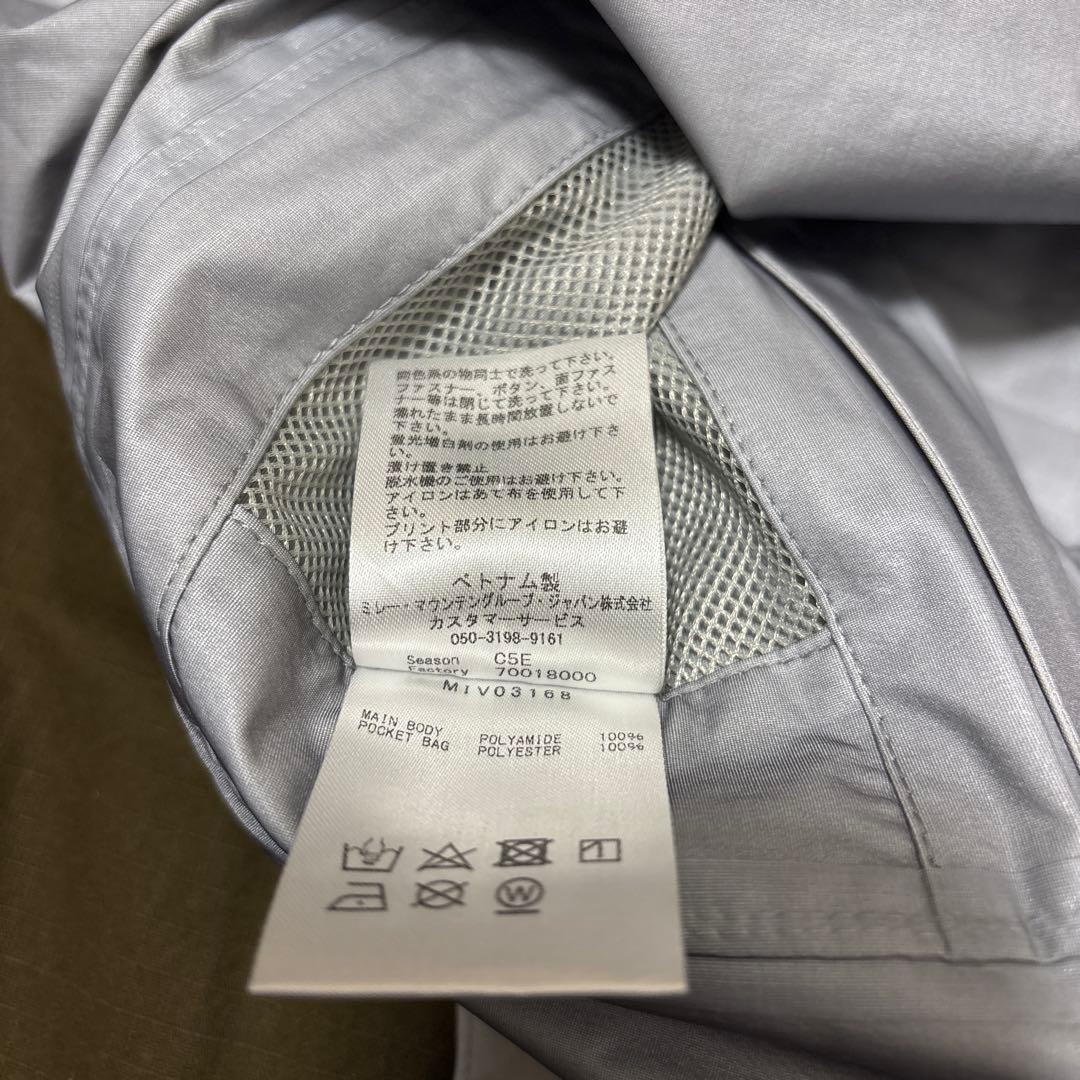 同色系の物同士で洗って下さい。
ファスナー、ボタン、面ファス
ナー等は閉じて洗って下さい。
濡れたまま長時間放置しないで
下さい。
蛍光増白剤の使用はお避け下さ
い。
漬け置き禁止
脱水機のご使用はお避け下さい。
アイロンはあて布を使用して下
さい。
プリント部分にアイロンはお避
け下さい。
ベトナム製
ミレー・マウンテングループ・ジャパン株式会社
カスタマーサービス
050-3198-9161
Season C5E
Factory 70018000
MIV03168
MAIN BODY POLYAMIDE 100%
POCKET BAG POLYESTER 100%
W